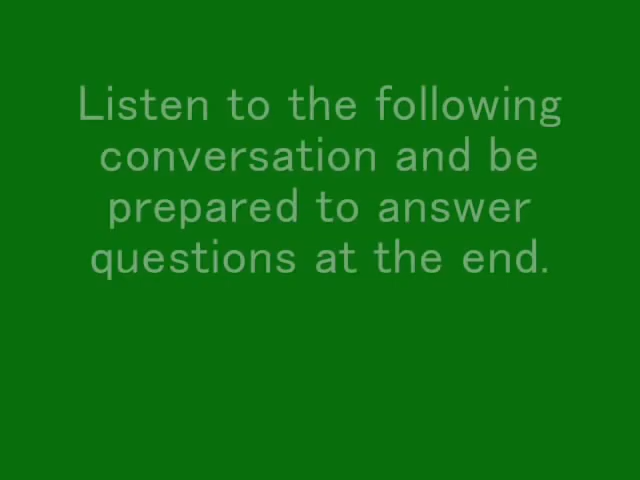 Listen to the following
conversation and be
prepared to answer
questions at the end.